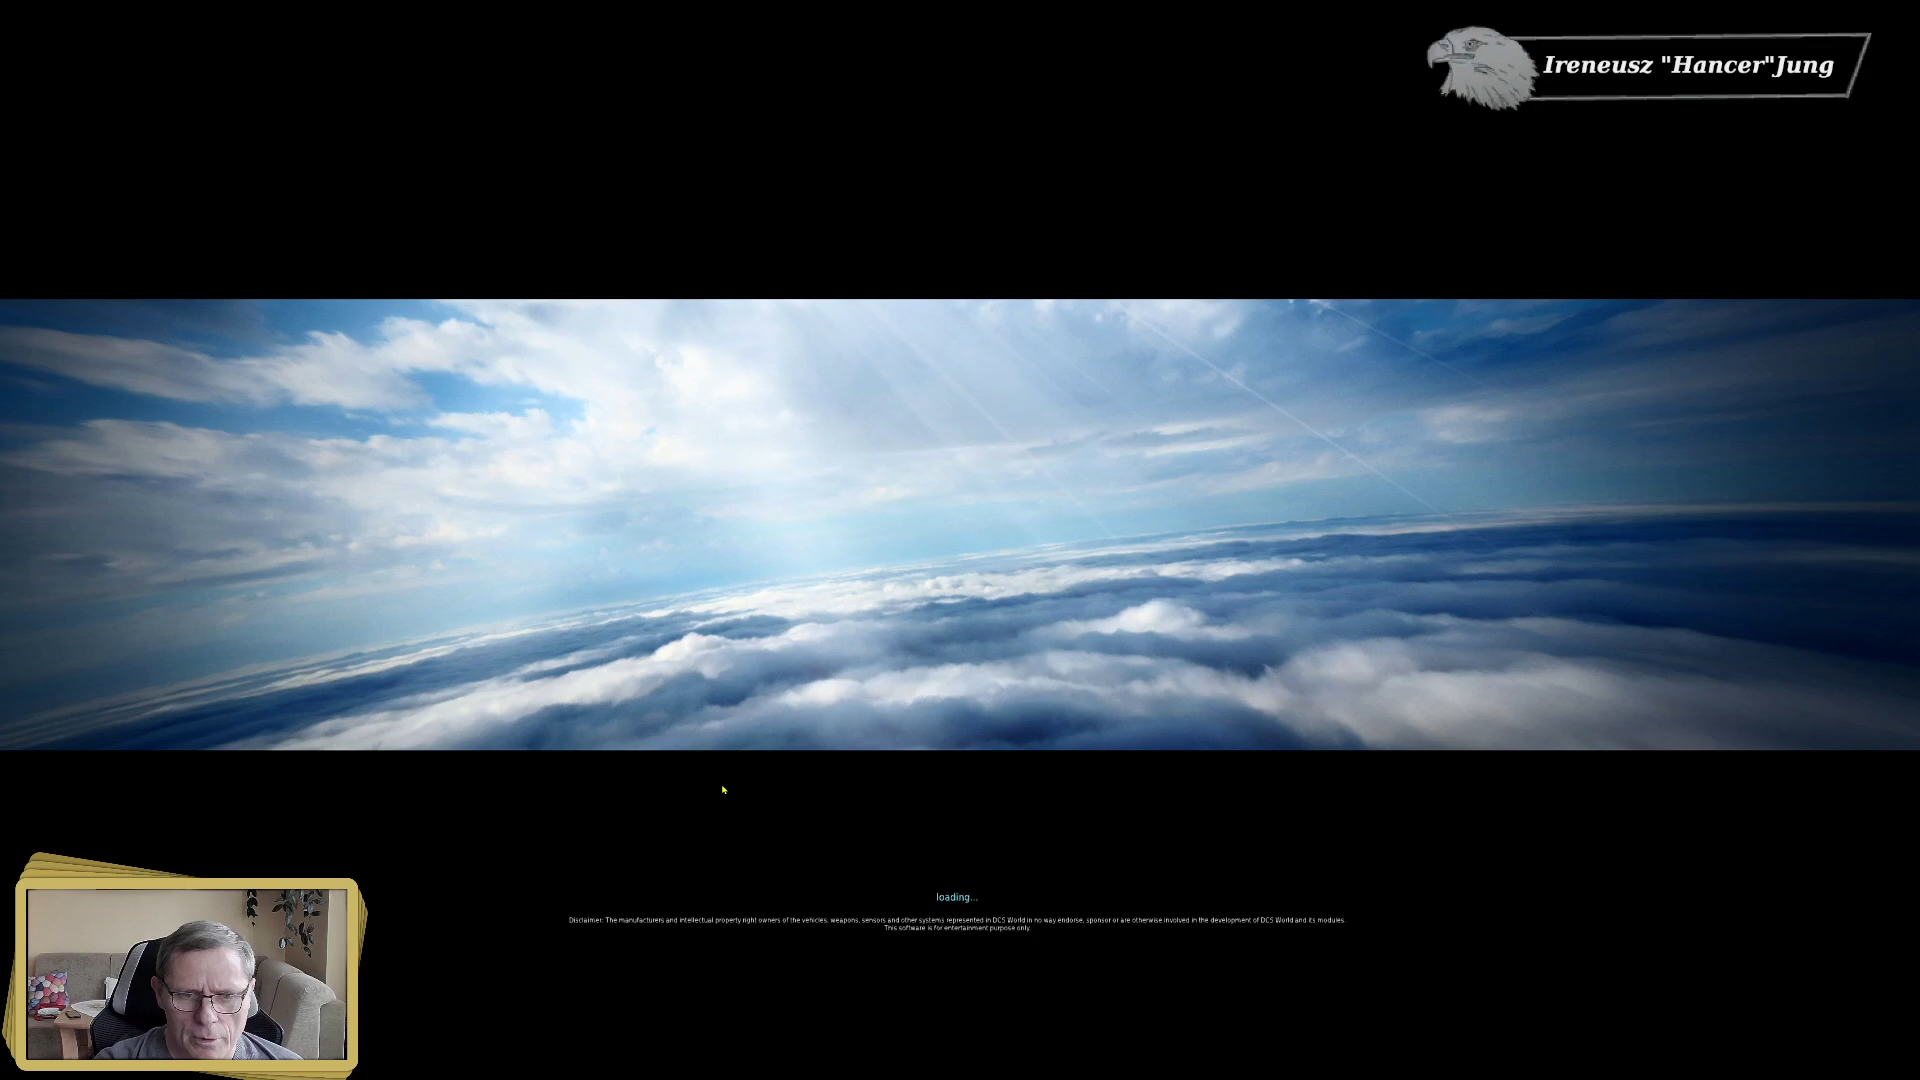 Ireneusz "Hancer"Jung
loading...
Disclaimer: The manufacturers and intellectual property right owners of the vehicles, weapons, sensors and other systems represented in DCS World in no way endorse, sponsor or are otherwise involved in the development of DCS World and its modules.
This software is for entertainment purpose only.